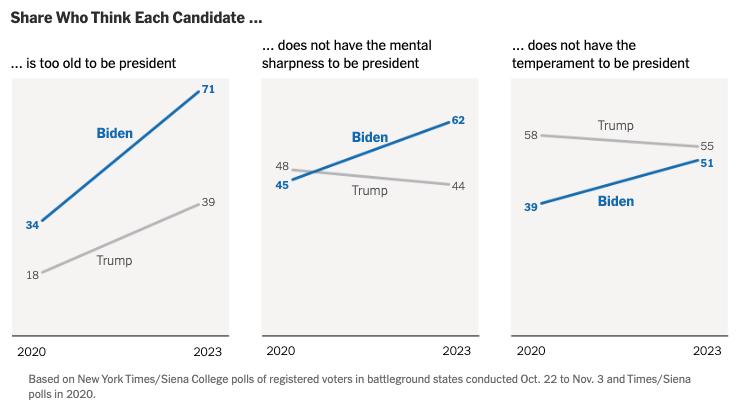 Share Who Think Each Candidate ...
... is too old to be president
71
Biden
34
39
Trump
18
2020
2023
... does not have the mental
sharpness to be president
62
Biden
48
45
Trump
44
2020
2023
... does not have the
temperament to be president
58
Trump
55
51
39
Biden
2020
2023
Based on New York Times/Siena College polls of registered voters in battleground states conducted Oct. 22 to Nov. 3 and Times/Siena
polls in 2020.